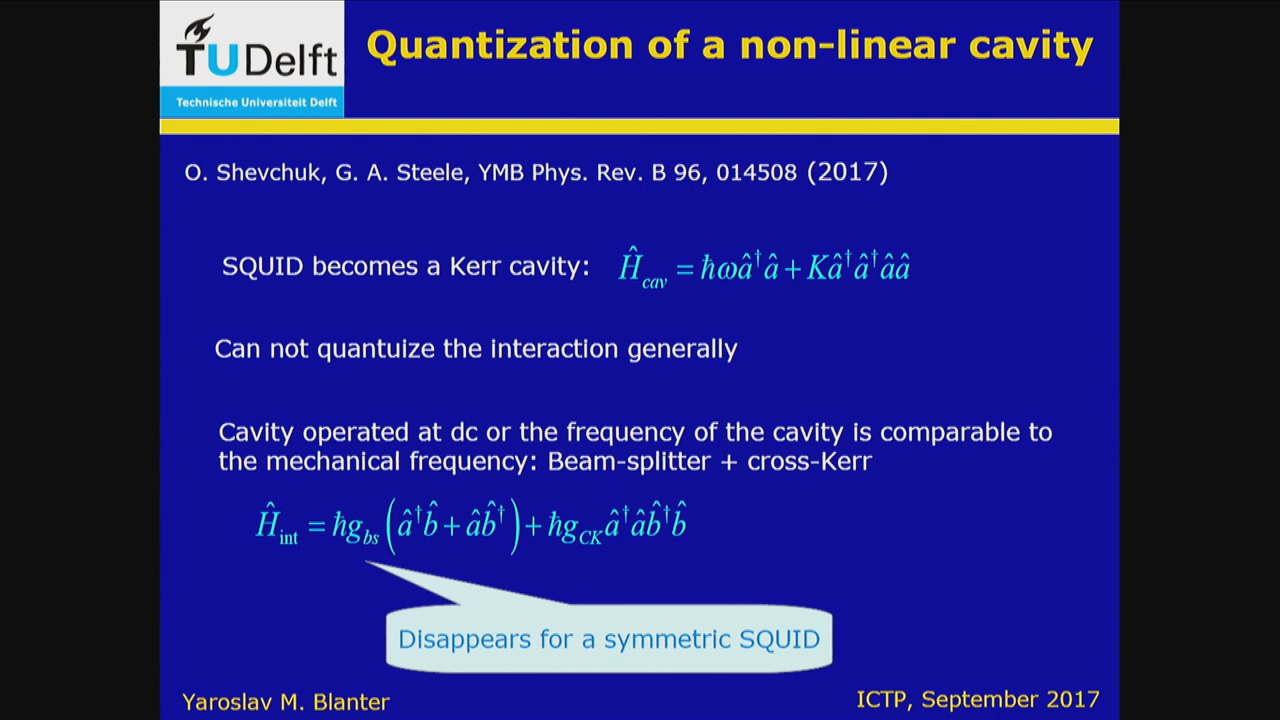 TU Delft
Technische Universiteit Delft
Quantization of a non-linear cavity
O. Shevchuk, G. A. Steele, YMB Phys. Rev. B 96, 014508 (2017)
SQUID becomes a Kerr cavity: Ĥ_cav = ħωâ†â + Kâ†â†ââ
Can not quantuize the interaction generally
Cavity operated at dc or the frequency of the cavity is comparable to
the mechanical frequency: Beam-splitter + cross-Kerr
Ĥ_int = ħg_bs(â†b̂ + âb̂†) + ħg_CK â†âb̂†b̂
Disappears for a symmetric SQUID
Yaroslav M. Blanter
ICTP, September 2017